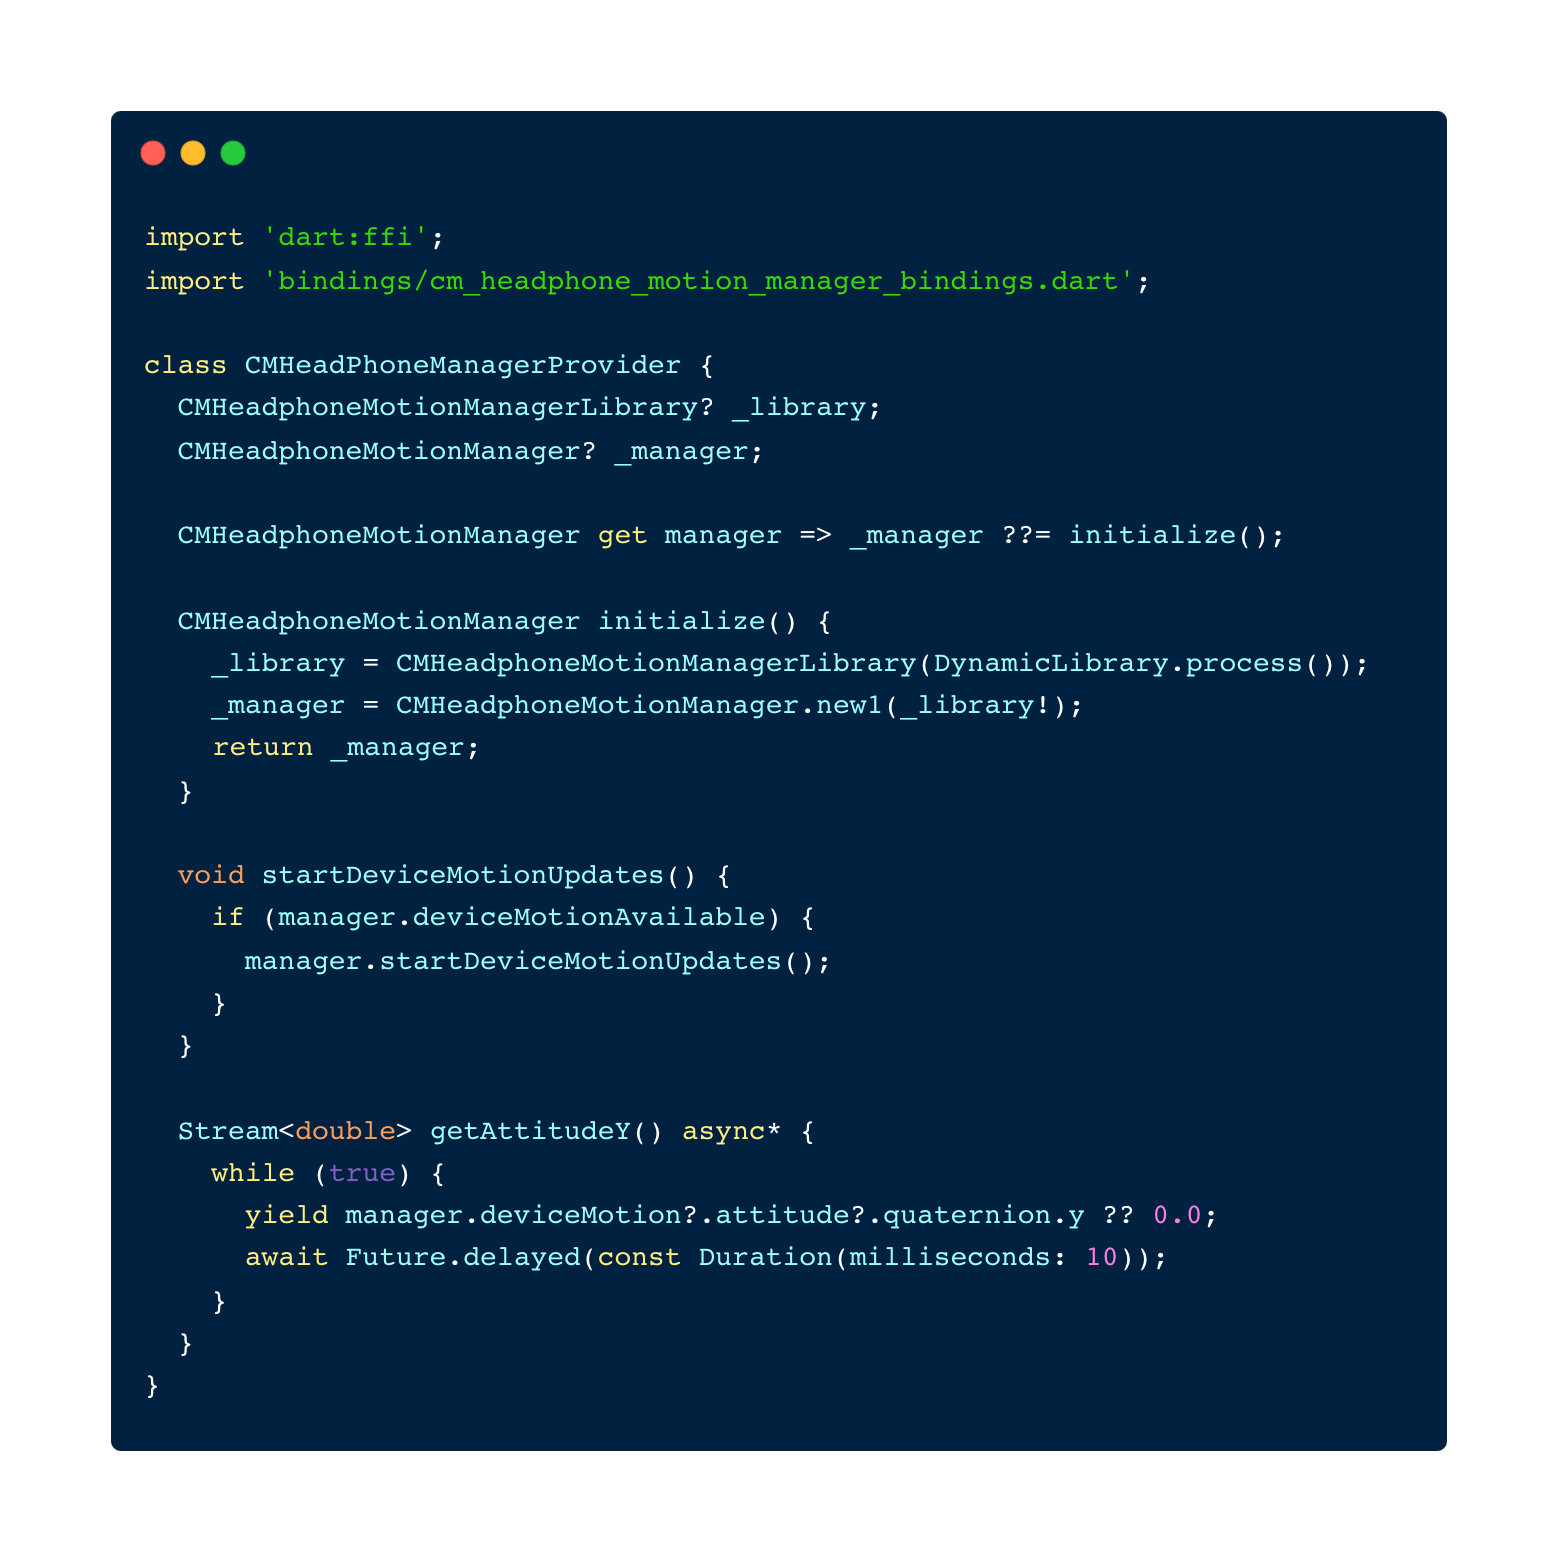 import 'dart:ffi';
import 'bindings/cm_headphone_motion_manager_bindings.dart';
class CMHeadPhoneManagerProvider {
  CMHeadphoneMotionManagerLibrary? _library;
  CMHeadphoneMotionManager? _manager;
  CMHeadphoneMotionManager get manager => _manager ??= initialize();
  CMHeadphoneMotionManager initialize() {
    _library = CMHeadphoneMotionManagerLibrary(DynamicLibrary.process());
    _manager = CMHeadphoneMotionManager.new1(_library!);
    return _manager;
  }
  void startDeviceMotionUpdates() {
    if (manager.deviceMotionAvailable) {
      manager.startDeviceMotionUpdates();
    }
  }
  Stream<double> getAttitudeY() async* {
    while (true) {
      yield manager.deviceMotion?.attitude?.quaternion.y ?? 0.0;
      await Future.delayed(const Duration(milliseconds: 10));
    }
  }
}